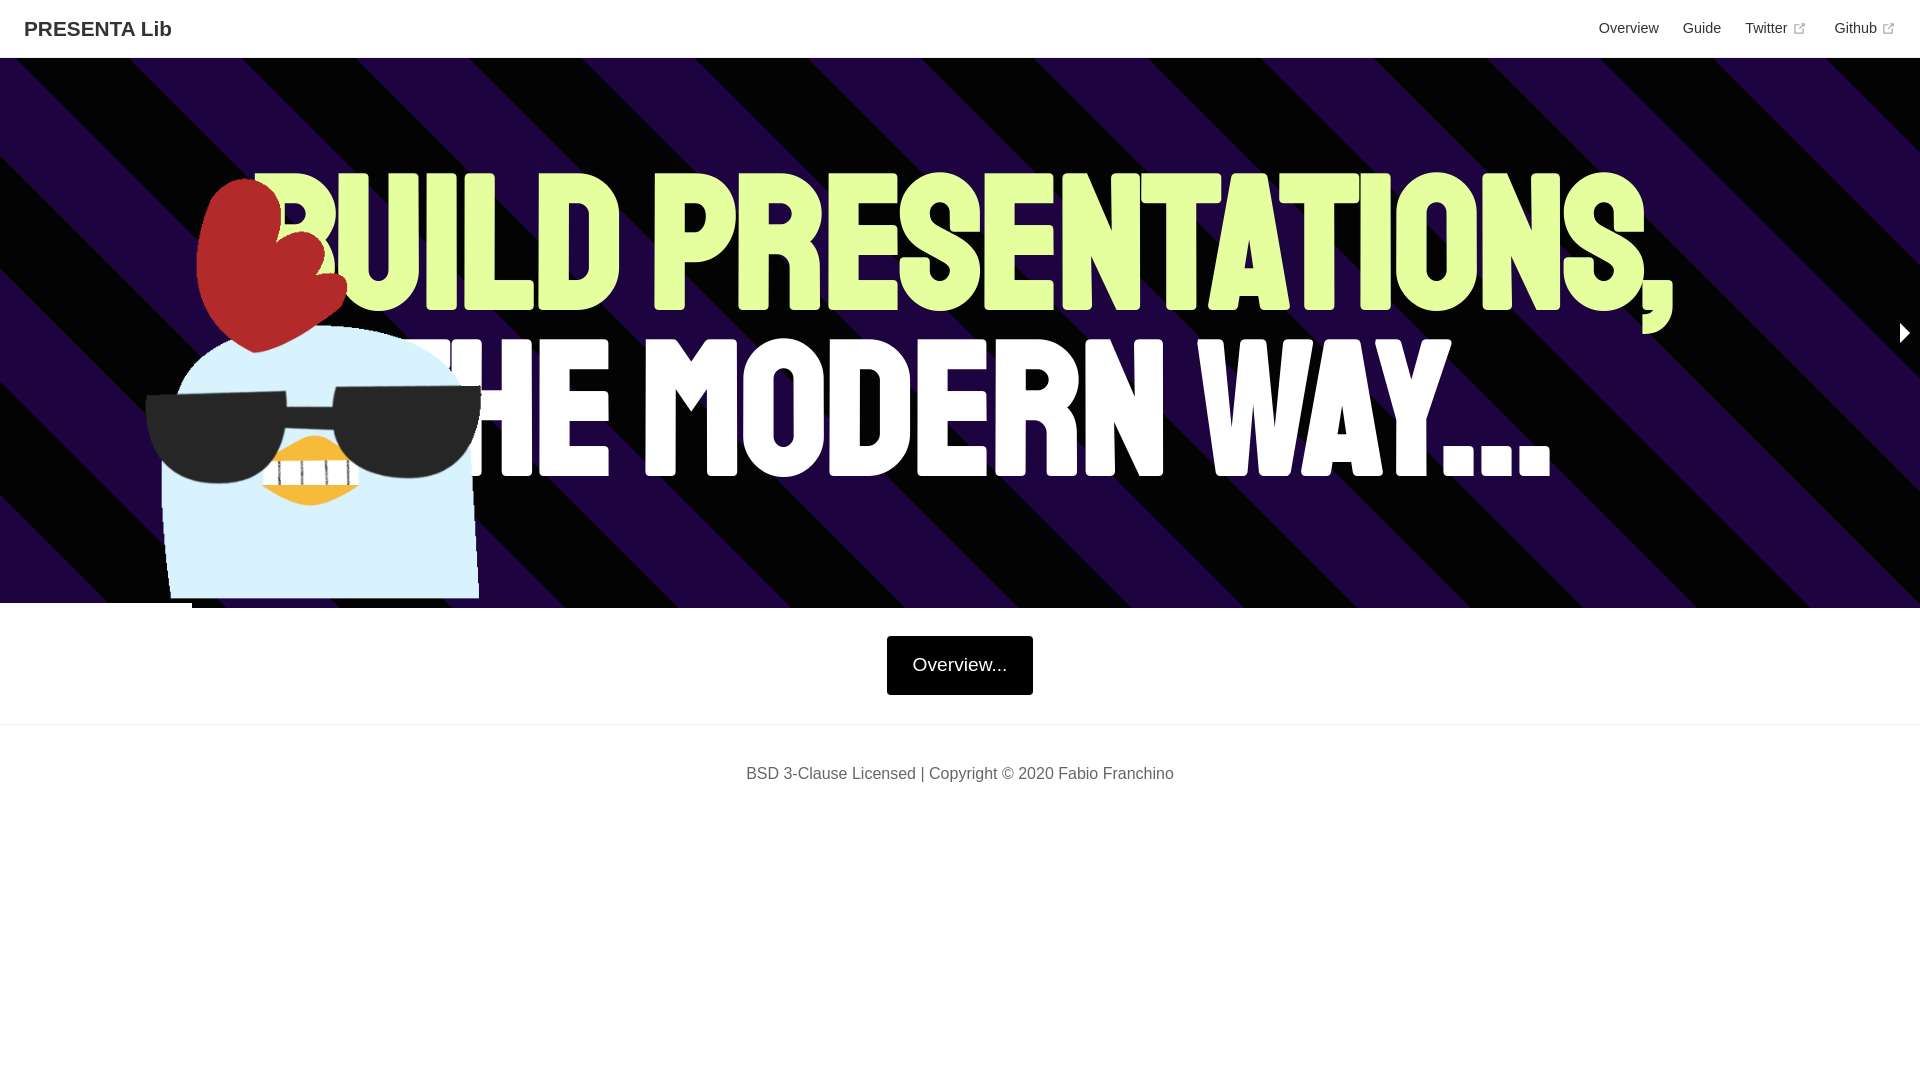 PRESENTA Lib
Overview Guide Twitter Github
BUILD PRESENTATIONS,
THE MODERN WAY...
Overview...
BSD 3-Clause Licensed | Copyright © 2020 Fabio Franchino